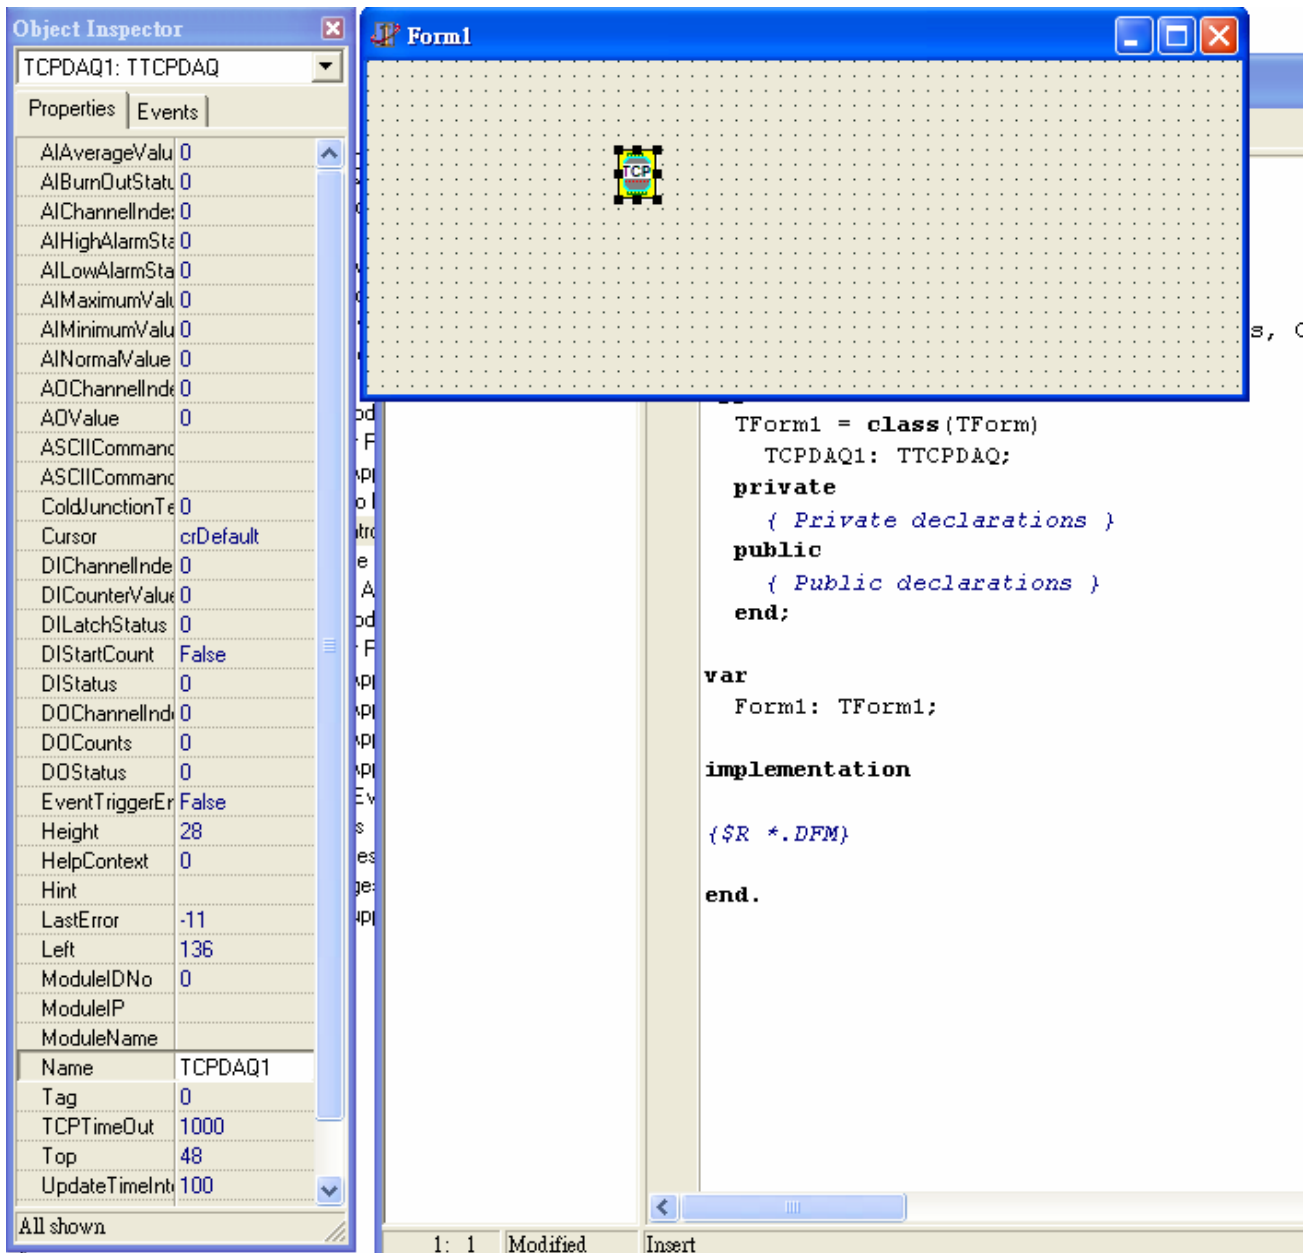 Object Inspector
TCPDAQ1: TTCPDAQ
Properties Events
AIAverageValu 0
AIBurnOutStatu 0
AIChannelInde: 0
AIHighAlarmSta 0
AILowAlarmSta 0
AIMaximumValu 0
AIMinimumValu 0
AINormalValue 0
AOChannelInde 0
AOValue 0
ASCIICommand
ASCIICommand
ColdJunctionTe 0
Cursor crDefault
DIChannelInde 0
DICounterValue 0
DILatchStatus 0
DIStartCount False
DIStatus 0
DOChannelInde 0
DOCounts 0
DOStatus 0
EventTriggerEr False
Height 28
HelpContext 0
Hint
LastError -11
Left 136
ModuleIDNo 0
ModuleIP
ModuleName
Name TCPDAQ1
Tag 0
TCPTimeOut 1000
Top 48
UpdateTimeInte 100
All shown
Form1
TCP
s,
TForm1 = class(TForm)
TCPDAQ1: TTCPDAQ;
private
{ Private declarations }
public
{ Public declarations }
end;
var
Form1: TForm1;
implementation
{$R *.DFM}
end.
1: 1 Modified Insert